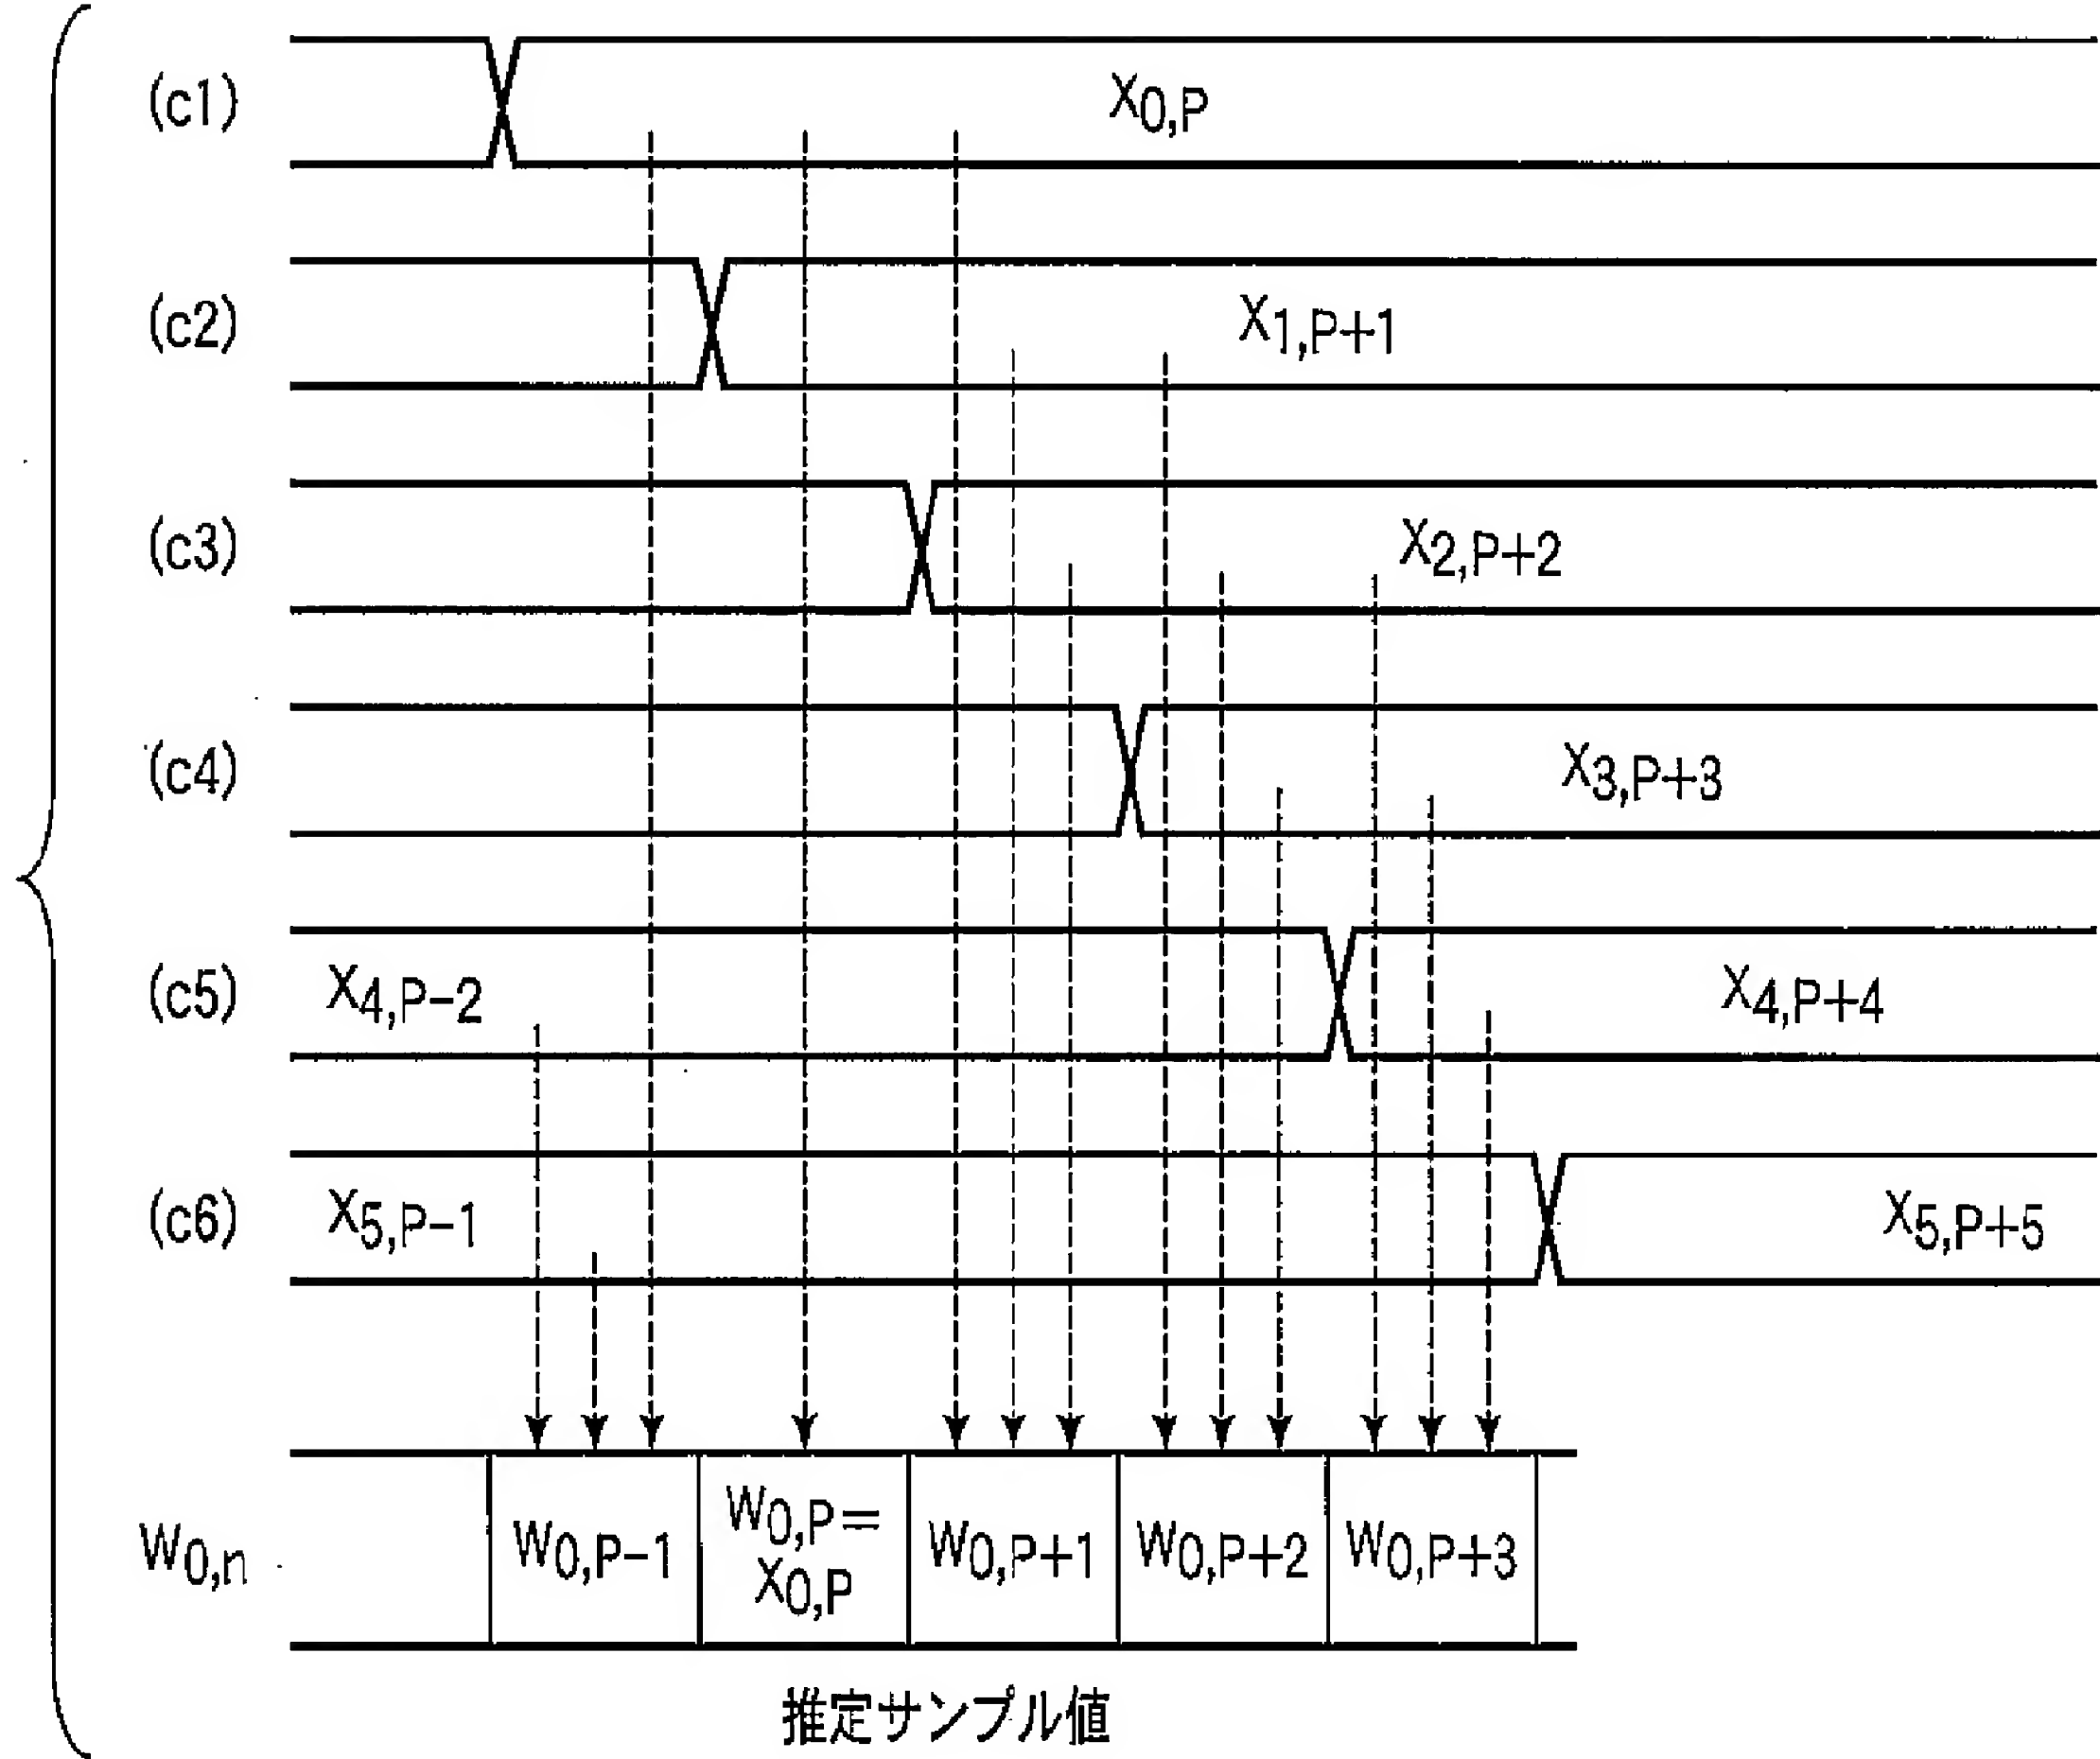 (c1) X0,P
(c2) X1,P+1
(c3) X2,P+2
(c4) X3,P+3
(c5) X4,P-2 X4,P+4
(c6) X5,P-1 X5,P+5
W0,n W0,P-1 W0,P= X0,P W0,P+1 W0,P+2 W0,P+3
推定サンプル値